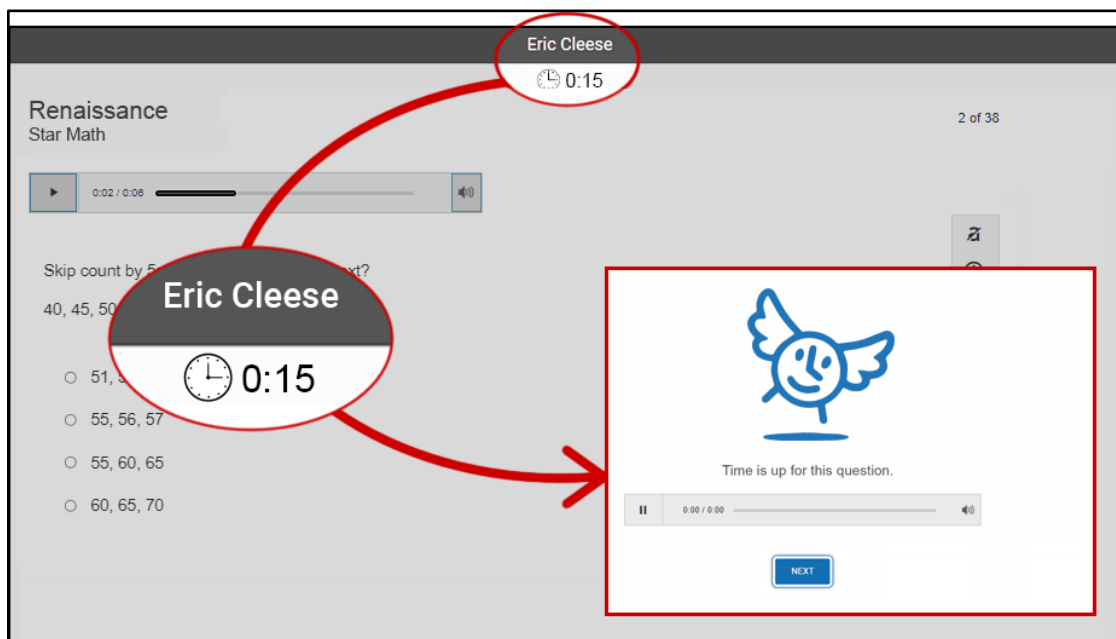 Eric Cleese
0:15
Renaissance
Star Math
2 of 38
0:02 / 0:06
Skip count by 5 xt?
40, 45, 50
Eric Cleese
0:15
51,
55, 56, 57
55, 60, 65
60, 65, 70
Time is up for this question.
0:00 / 0:00
NEXT